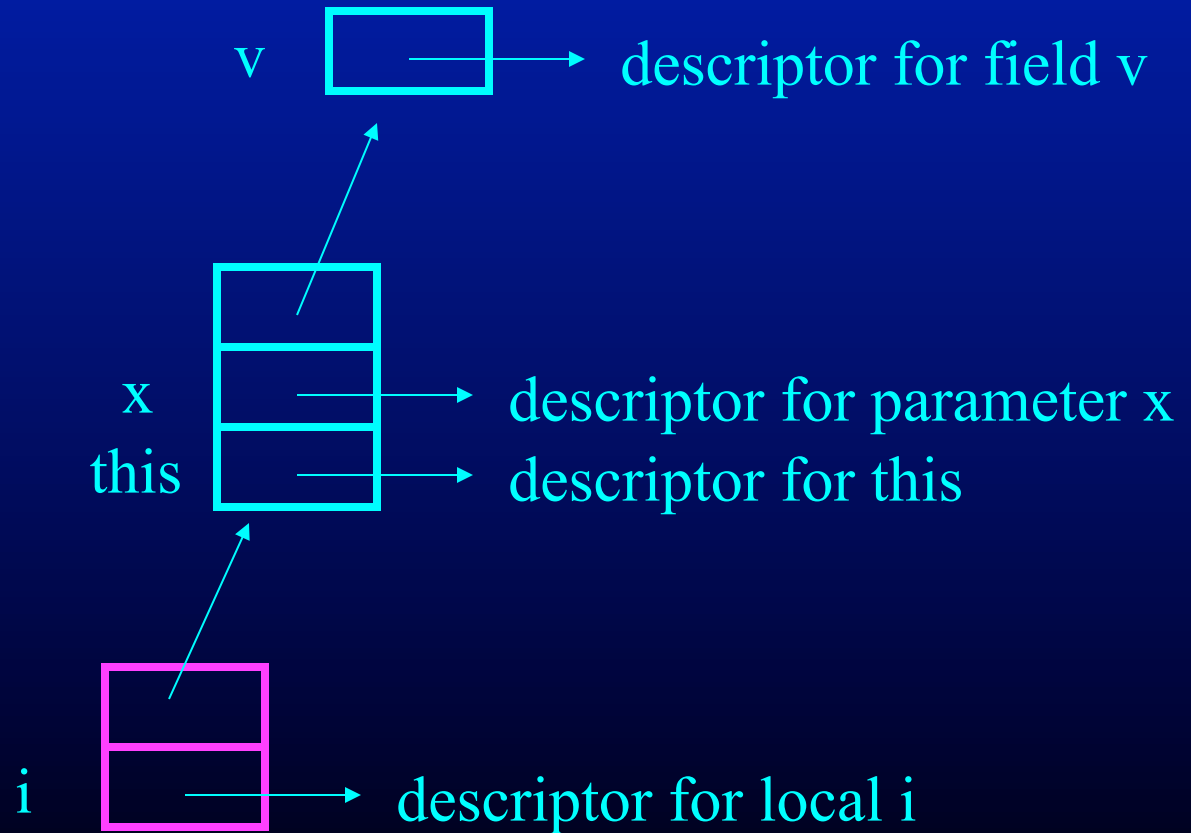 v descriptor for field v
x descriptor for parameter x
this descriptor for this
i descriptor for local i